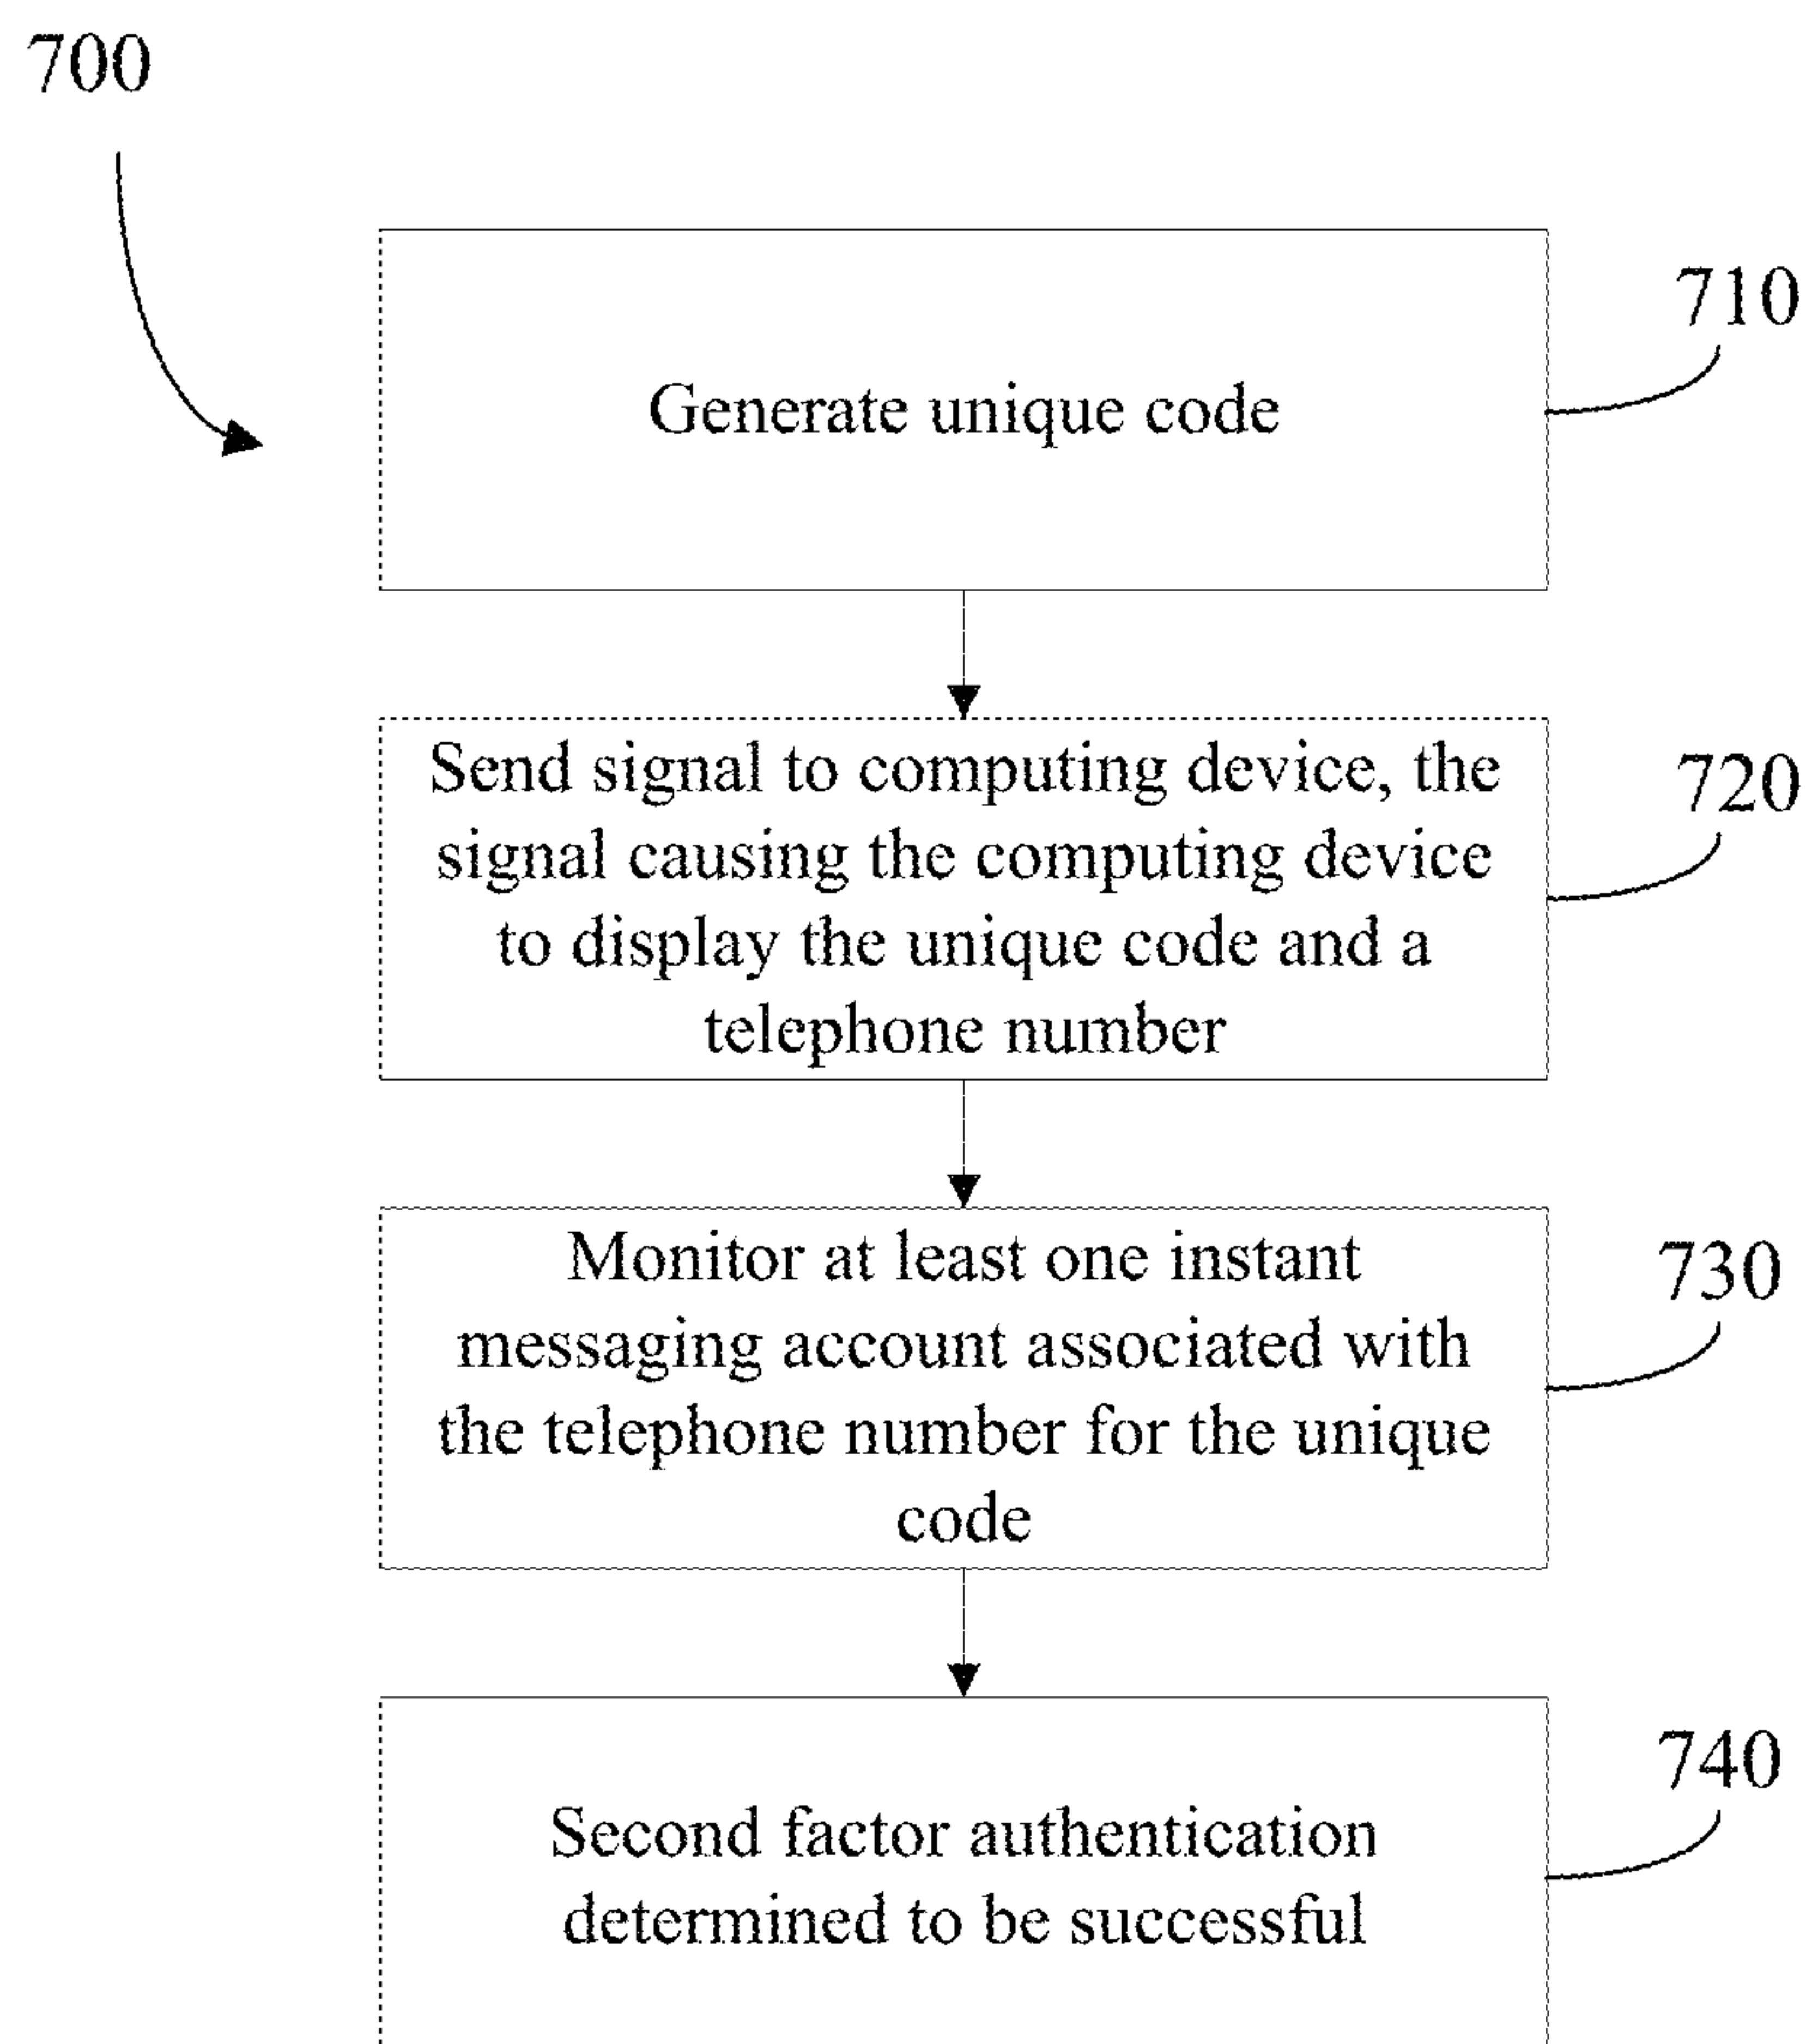 700
710
Generate unique code
720
Send signal to computing device, the
signal causing the computing device
to display the unique code and a
telephone number
730
Monitor at least one instant
messaging account associated with
the telephone number for the unique
code
740
Second factor authentication
determined to be successful